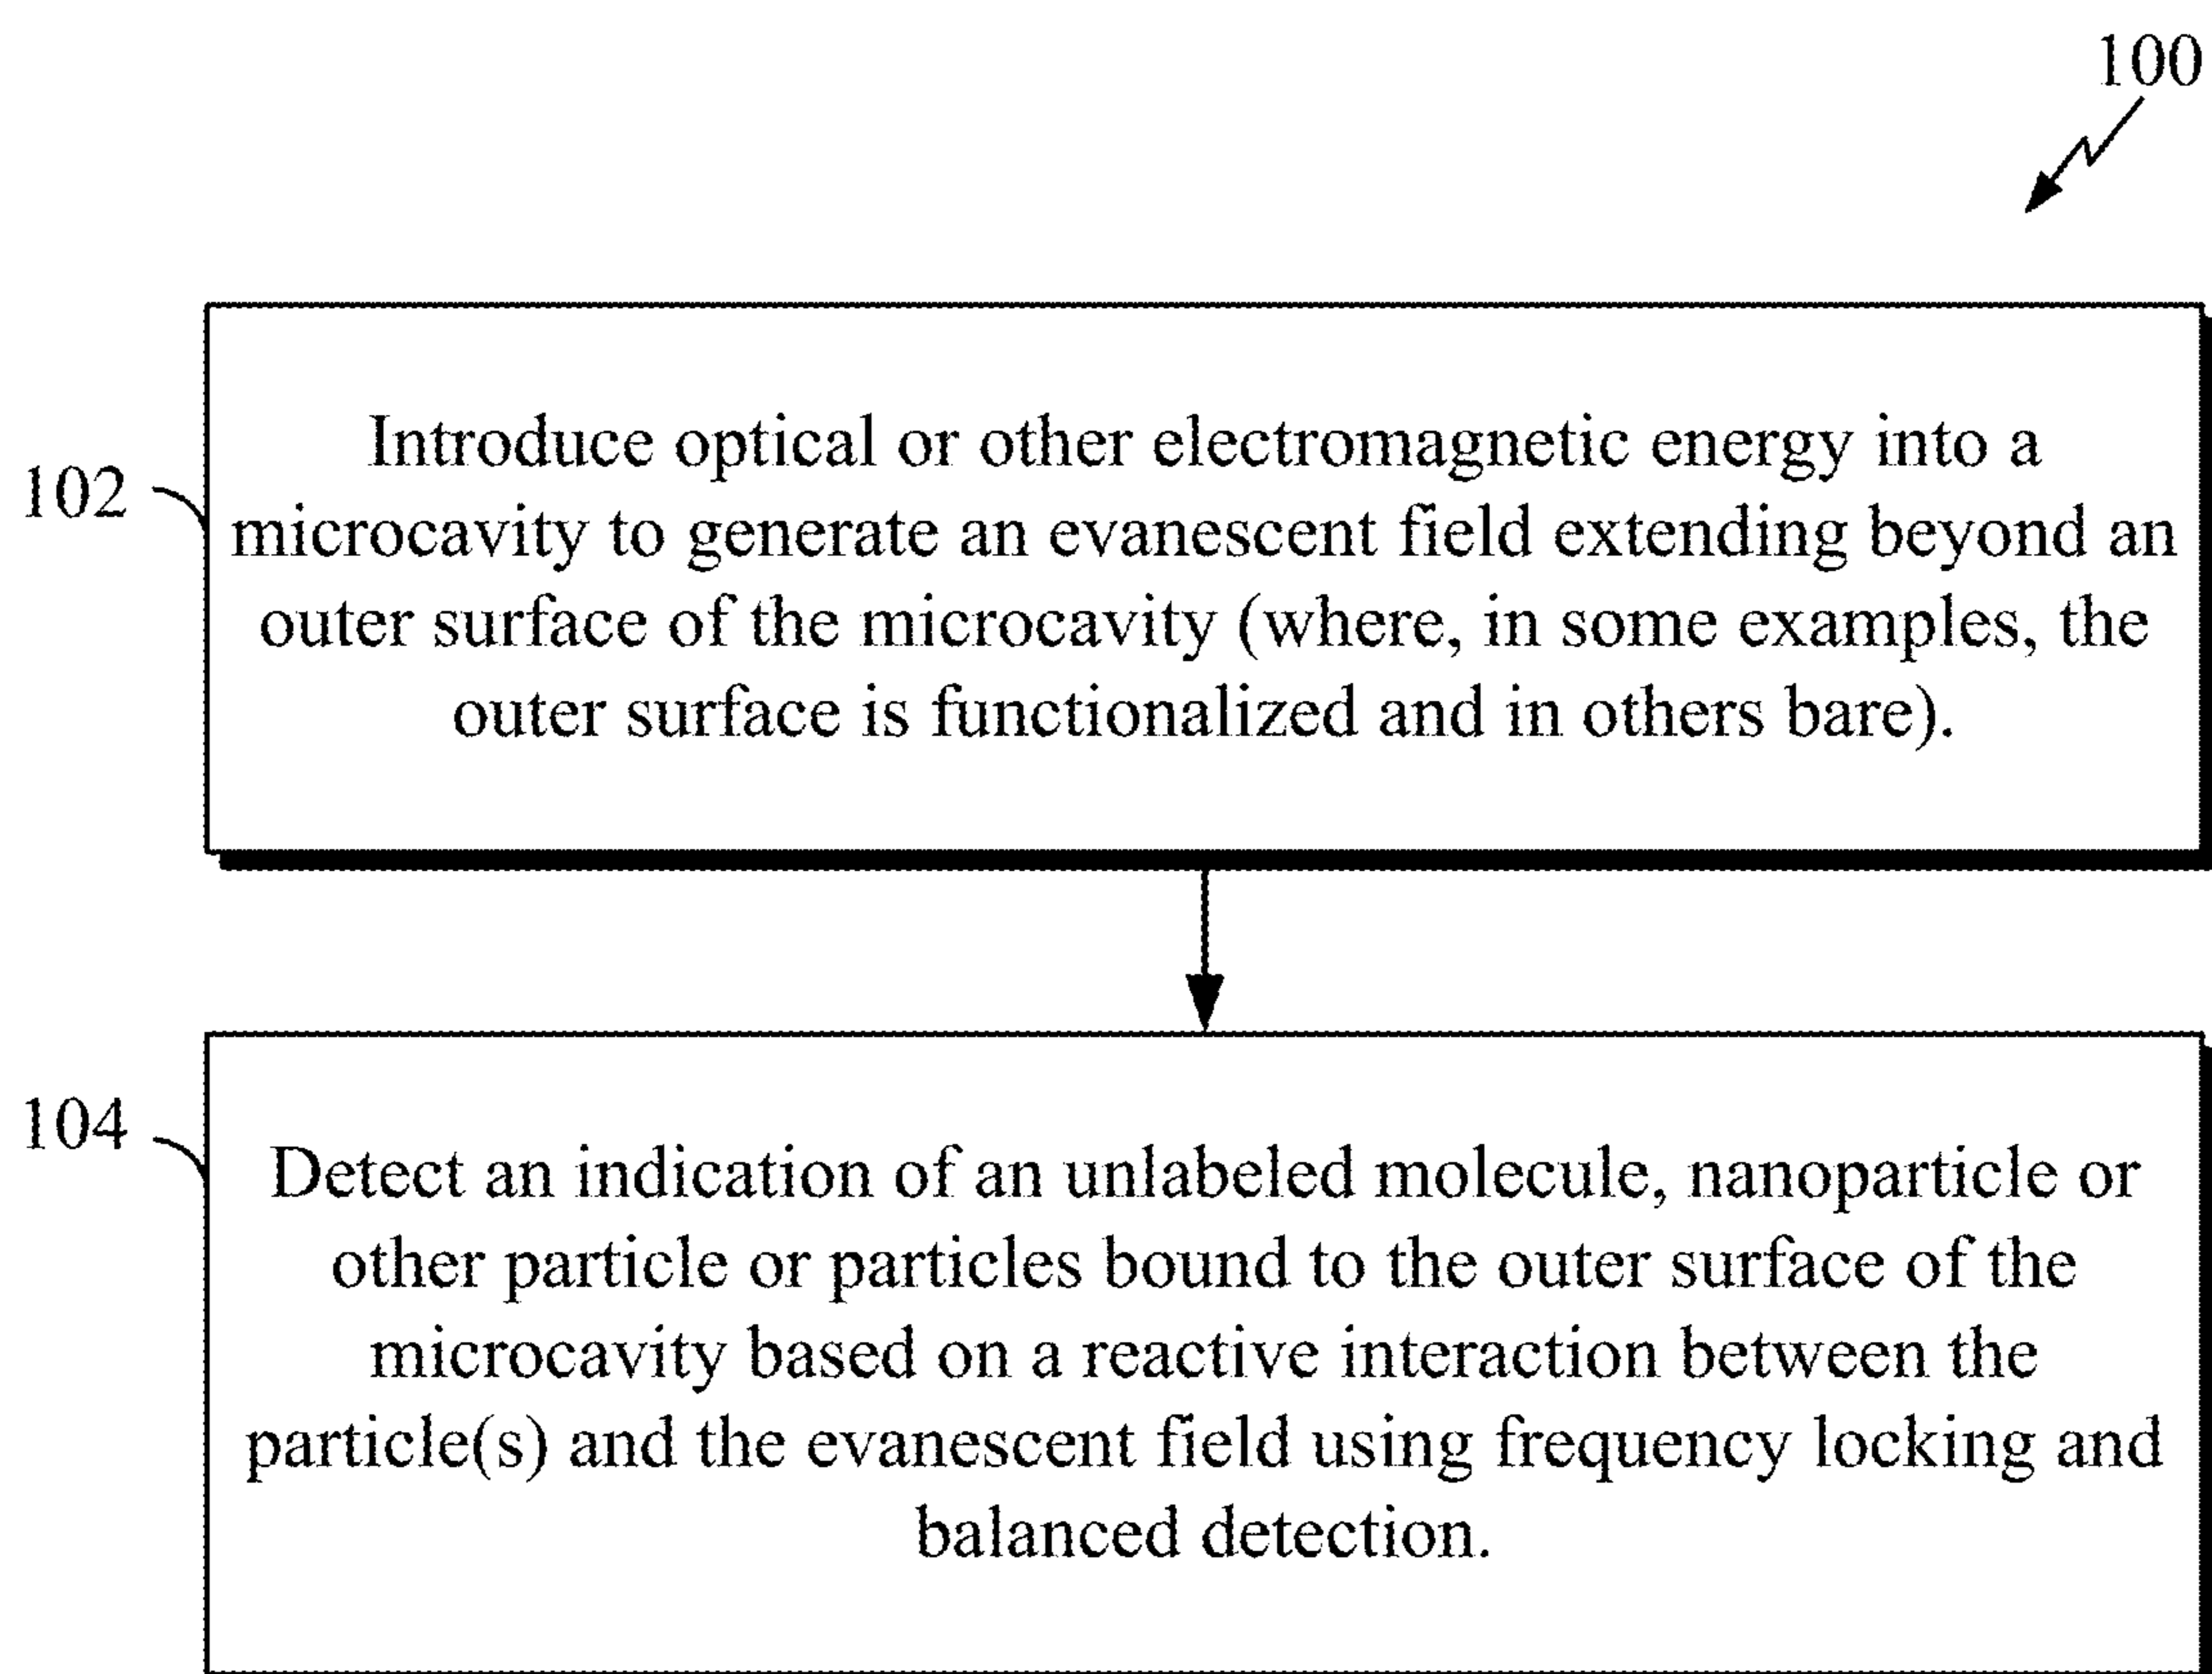 100
102
Introduce optical or other electromagnetic energy into a
microcavity to generate an evanescent field extending beyond an
outer surface of the microcavity (where, in some examples, the
outer surface is functionalized and in others bare).
104
Detect an indication of an unlabeled molecule, nanoparticle or
other particle or particles bound to the outer surface of the
microcavity based on a reactive interaction between the
particle(s) and the evanescent field using frequency locking and
balanced detection.